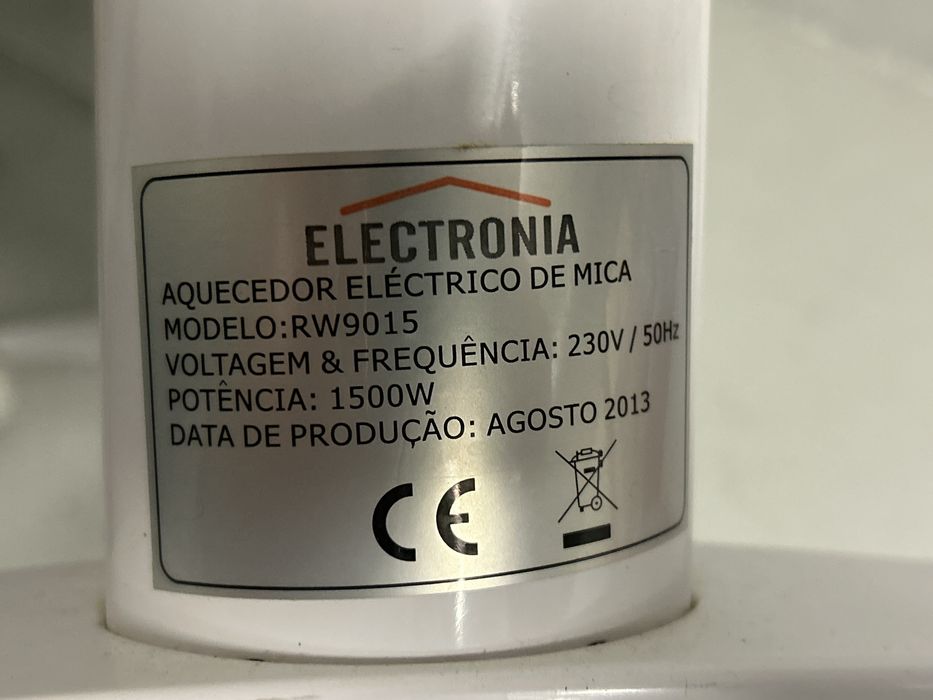 ELECTRONIA
AQUECEDOR ELÉCTRICO DE MICA
MODELO:RW9015
VOLTAGEM & FREQUÊNCIA: 230V / 50Hz
POTÊNCIA: 1500W
DATA DE PRODUÇÃO: AGOSTO 2013
CE